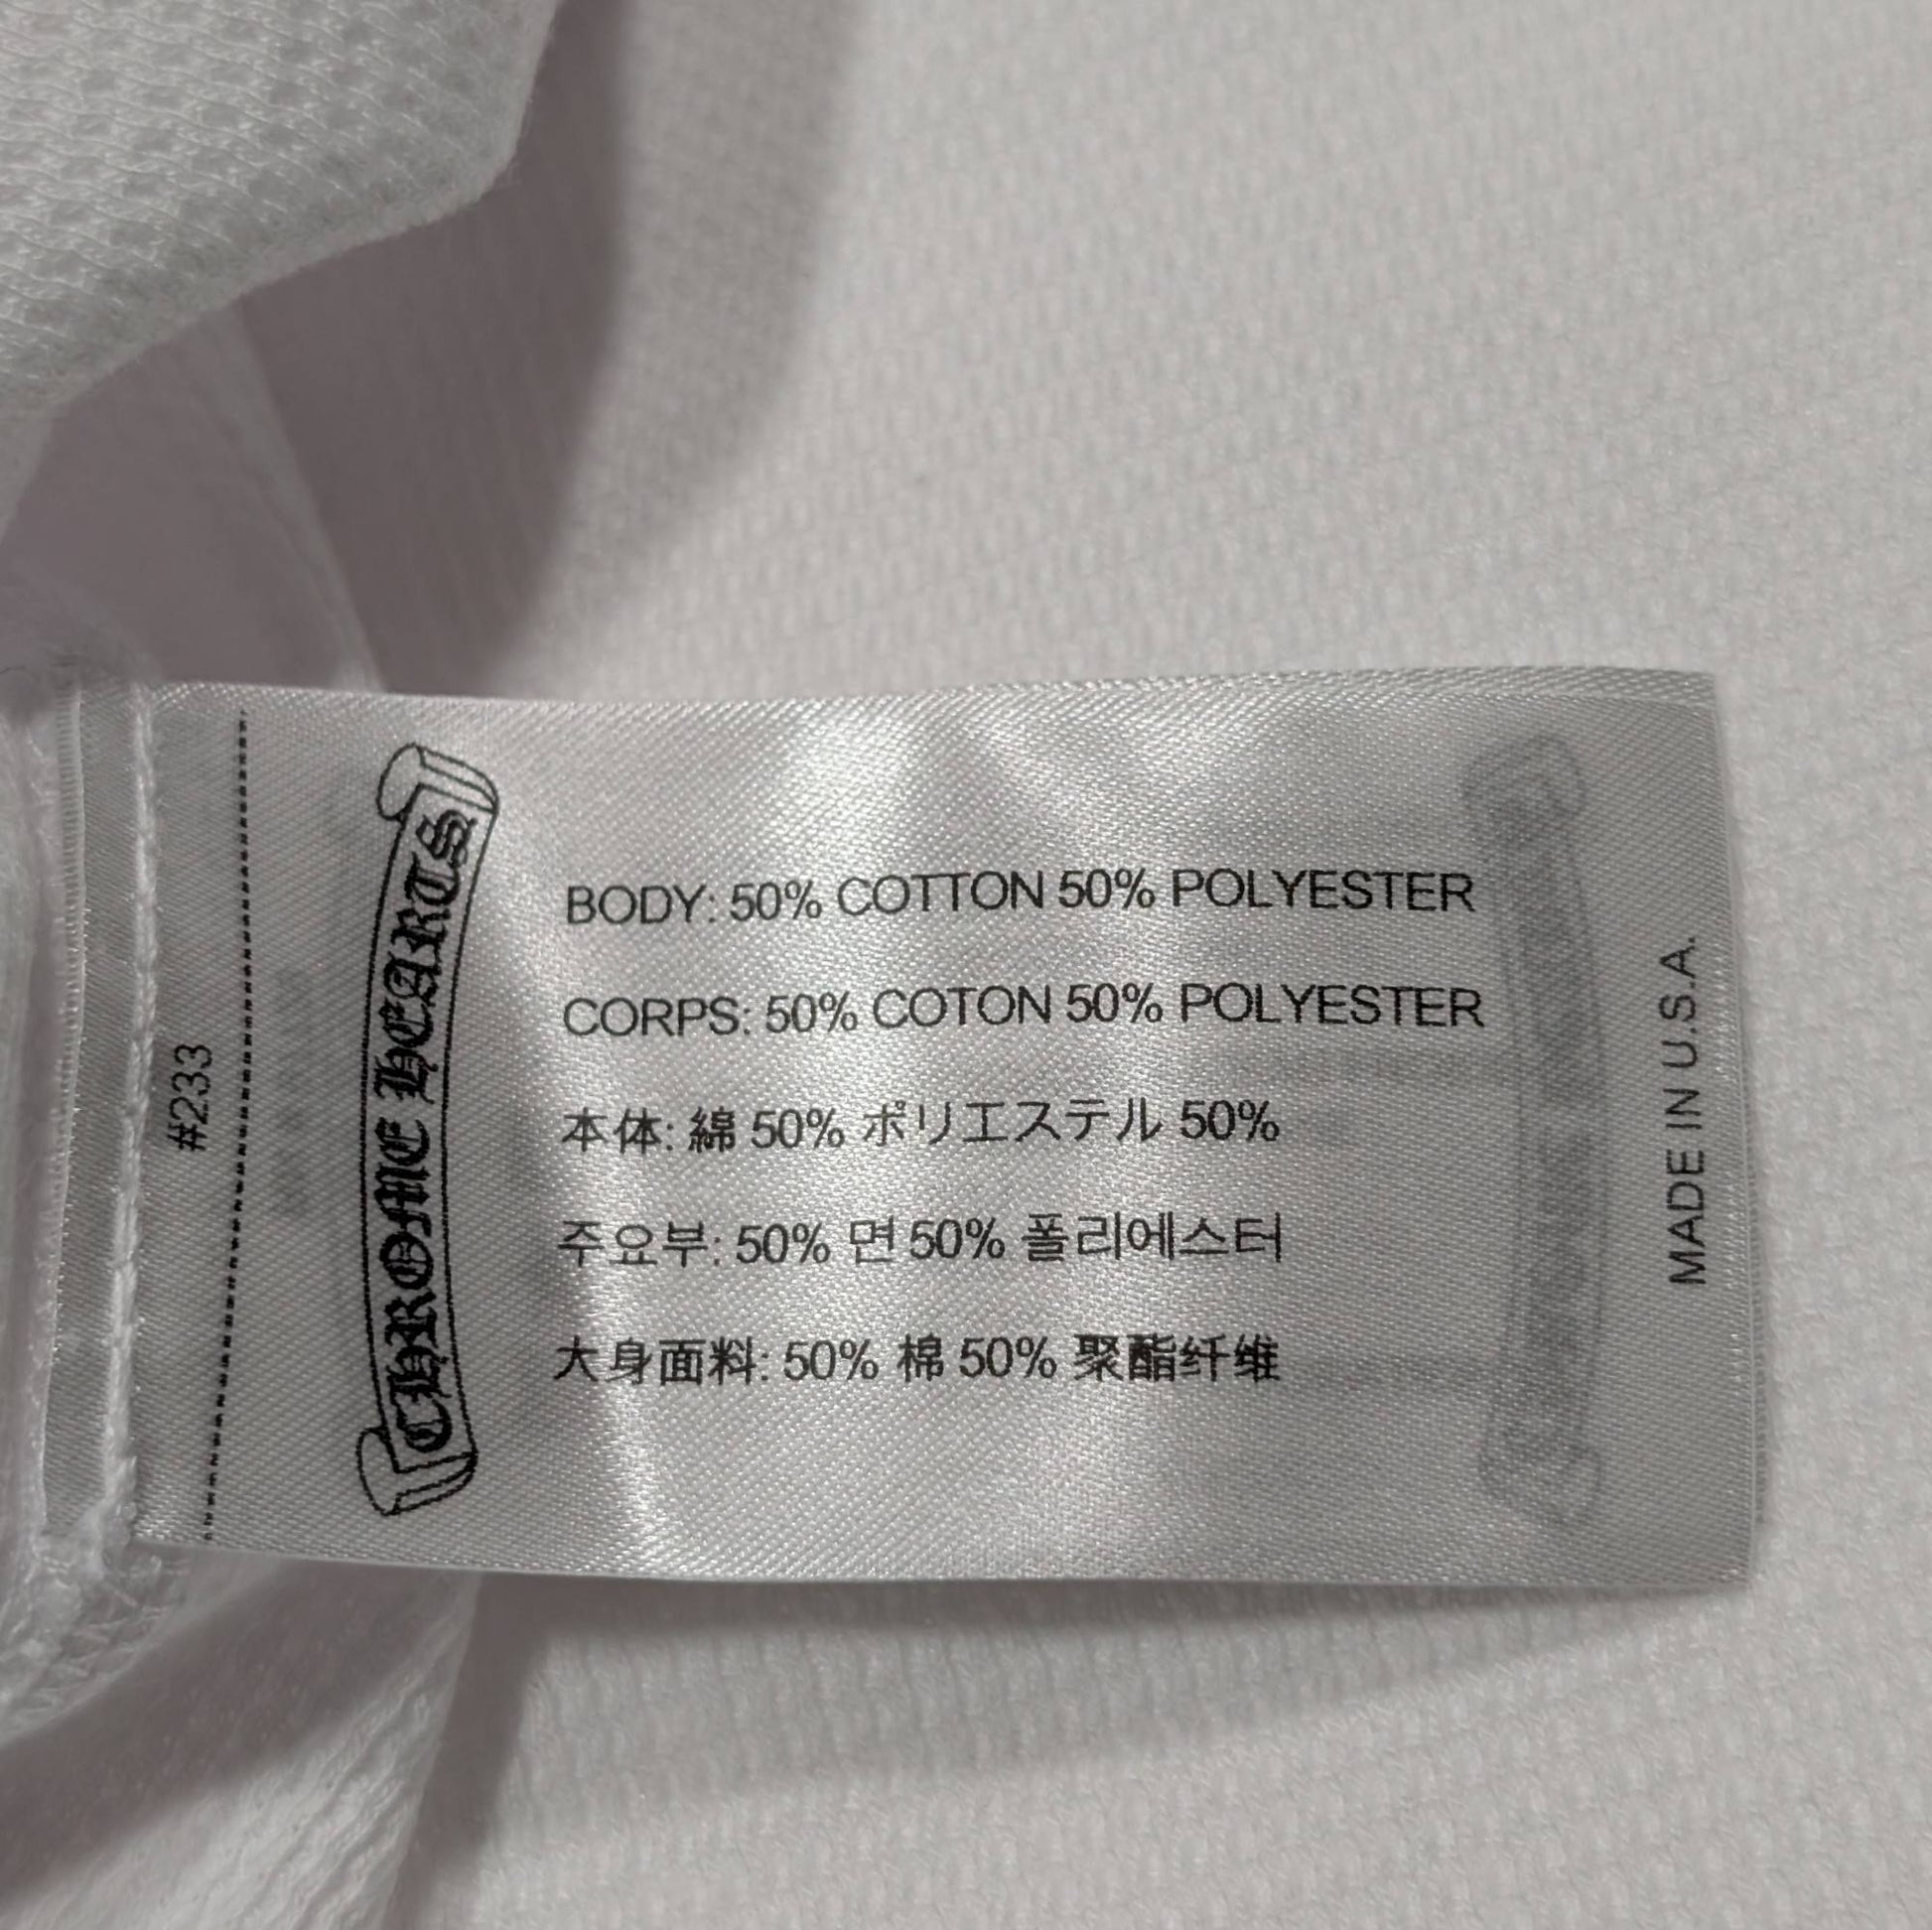 #233
CHROME HEARTS
BODY: 50% COTTON 50% POLYESTER
CORPS: 50% COTON 50% POLYESTER
本体: 綿 50% ポリエステル 50%
주요부: 50% 면 50% 폴리에스터
大身面料: 50% 棉 50% 聚酯纤维
MADE IN U.S.A.